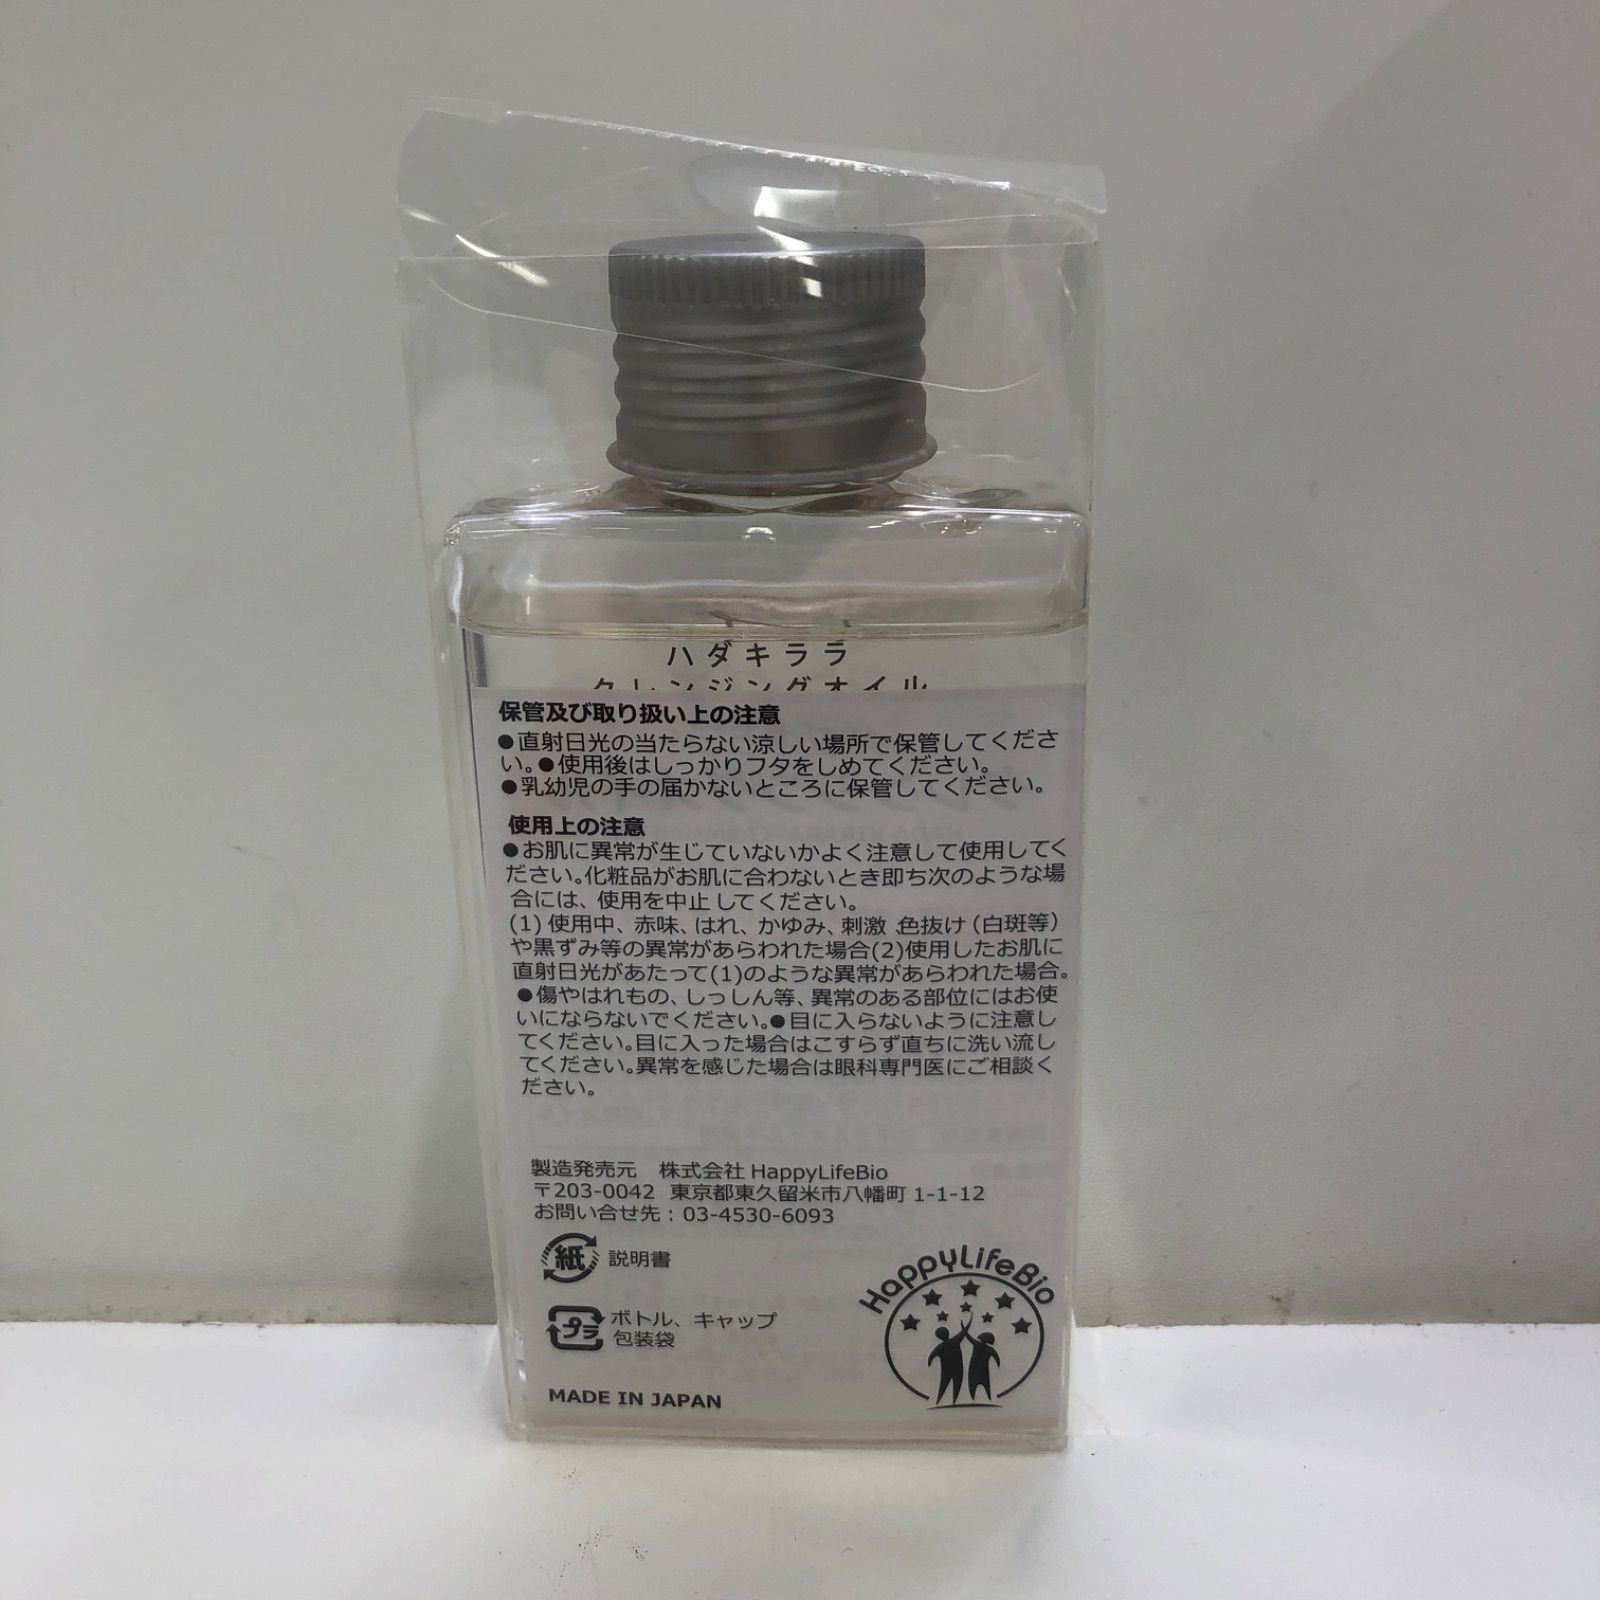 ハダキララ
クレンジングオイル
保管及び取り扱い上の注意
●直射日光の当たらない涼しい場所で保管してくださ
い。●使用後はしっかりフタをしめてください。
●乳幼児の手の届かないところに保管してください。
使用上の注意
●お肌に異常が生じていないかよく注意して使用してく
ださい。化粧品がお肌に合わないとき即ち次のような場
合には、使用を中止してください。
(1) 使用中、赤味、はれ、かゆみ、刺激、色抜け（白斑等）
や黒ずみ等の異常があらわれた場合(2)使用したお肌に
直射日光があたって(1)のような異常があらわれた場合。
●傷やはれもの、しっしん等、異常のある部位にはお使
いにならないでください。●目に入らないように注意し
てください。目に入った場合はこすらず直ちに洗い流し
てください。異常を感じた場合は眼科専門医にご相談く
ださい。
製造発売元　株式会社 HappyLifeBio
〒203-0042 東京都東久留米市八幡町 1-1-12
お問い合せ先 : 03-4530-6093
紙 説明書
プラ ボトル、キャップ
包装袋
HappyLifeBio
MADE IN JAPAN